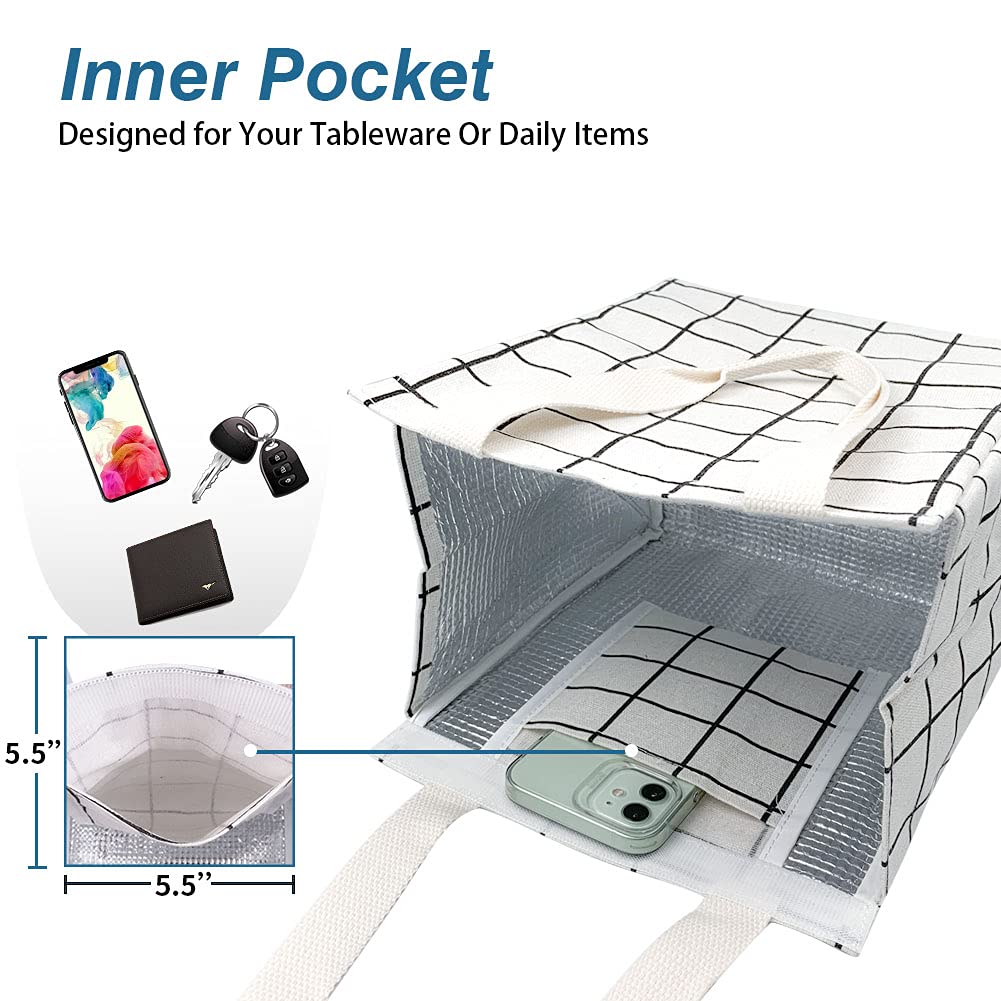 Inner Pocket
Designed for Your Tableware Or Daily Items
5.5’’
5.5’’